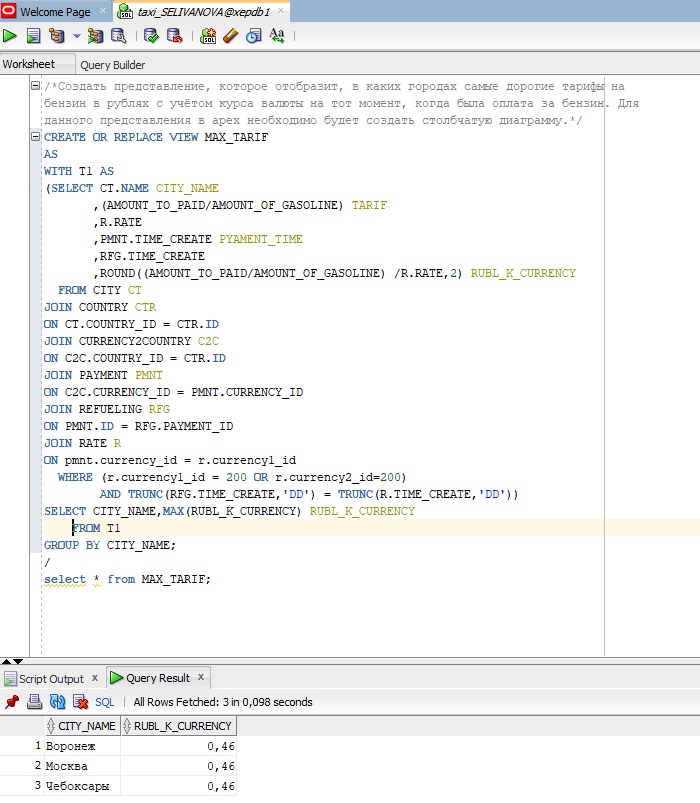 Welcome Page
taxi_SELIVANOVA@xepdb1
Worksheet Query Builder
/*Создать представление, которое отобразит, в каких городах самые дорогие тарифы на
бензин в рублях с учётом курса валюты на тот момент, когда была оплата за бензин. Для
данного представления в apex необходимо будет создать столбчатую диаграмму.*/
CREATE OR REPLACE VIEW MAX_TARIF
AS
WITH T1 AS
(SELECT CT.NAME CITY_NAME
,(AMOUNT_TO_PAID/AMOUNT_OF_GASOLINE) TARIF
,R.RATE
,PMNT.TIME_CREATE PYAMENT_TIME
,RFG.TIME_CREATE
,ROUND((AMOUNT_TO_PAID/AMOUNT_OF_GASOLINE) /R.RATE,2) RUBL_K_CURRENCY
FROM CITY CT
JOIN COUNTRY CTR
ON CT.COUNTRY_ID = CTR.ID
JOIN CURRENCY2COUNTRY C2C
ON C2C.COUNTRY_ID = CTR.ID
JOIN PAYMENT PMNT
ON C2C.CURRENCY_ID = PMNT.CURRENCY_ID
JOIN REFUELING RFG
ON PMNT.ID = RFG.PAYMENT_ID
JOIN RATE R
ON pmnt.currency_id = r.currency1_id
WHERE (r.currency1_id = 200 OR r.currency2_id=200)
AND TRUNC(RFG.TIME_CREATE,'DD') = TRUNC(R.TIME_CREATE,'DD'))
SELECT CITY_NAME,MAX(RUBL_K_CURRENCY) RUBL_K_CURRENCY
FROM T1
GROUP BY CITY_NAME;
/
select * from MAX_TARIF;
Script Output x Query Result x
SQL | All Rows Fetched: 3 in 0,098 seconds
CITY_NAME RUBL_K_CURRENCY
1 Воронеж 0,46
2 Москва 0,46
3 Чебоксары 0,46